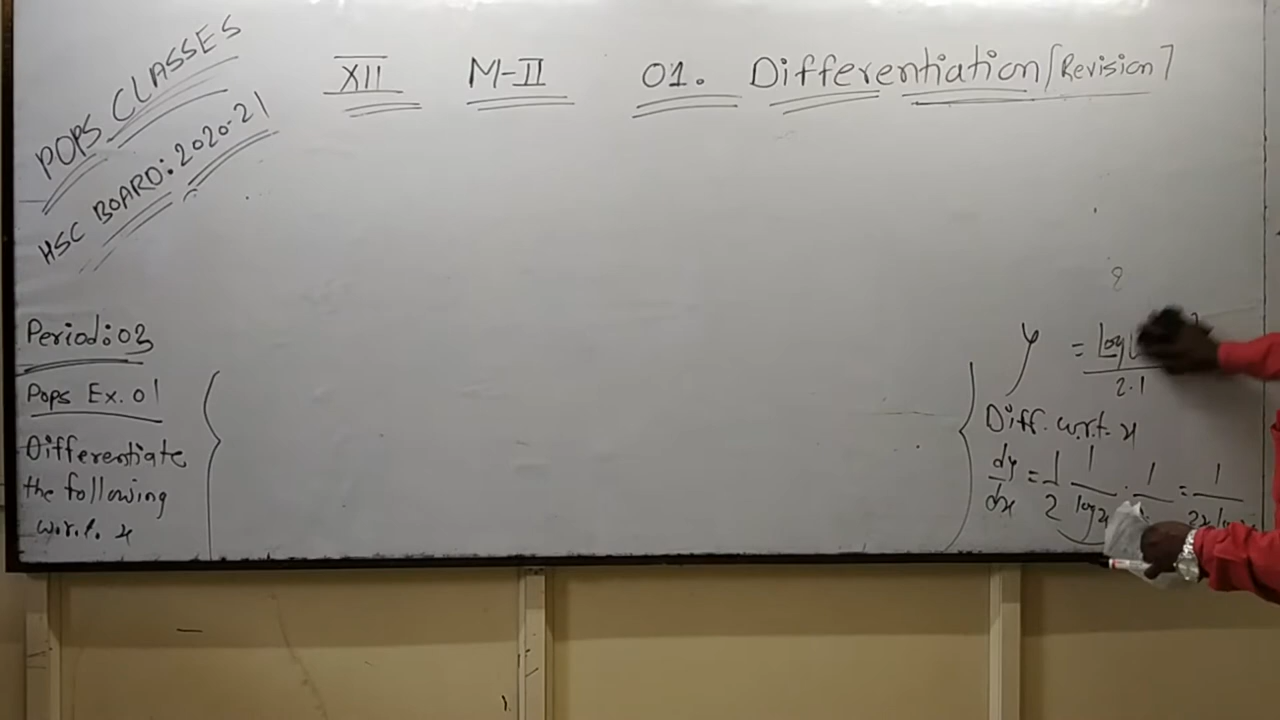 POPS CLASSES
HSC BOARD: 2020-21
XII M-II 01. Differentiation [Revision]
Period: 03
Pops Ex. 01
Differentiate
the following
w.r.t. x
y = log
2·1
Diff. w.r.t. x
dy/dx = 1/2 1/log x · 1/ = 1/2x